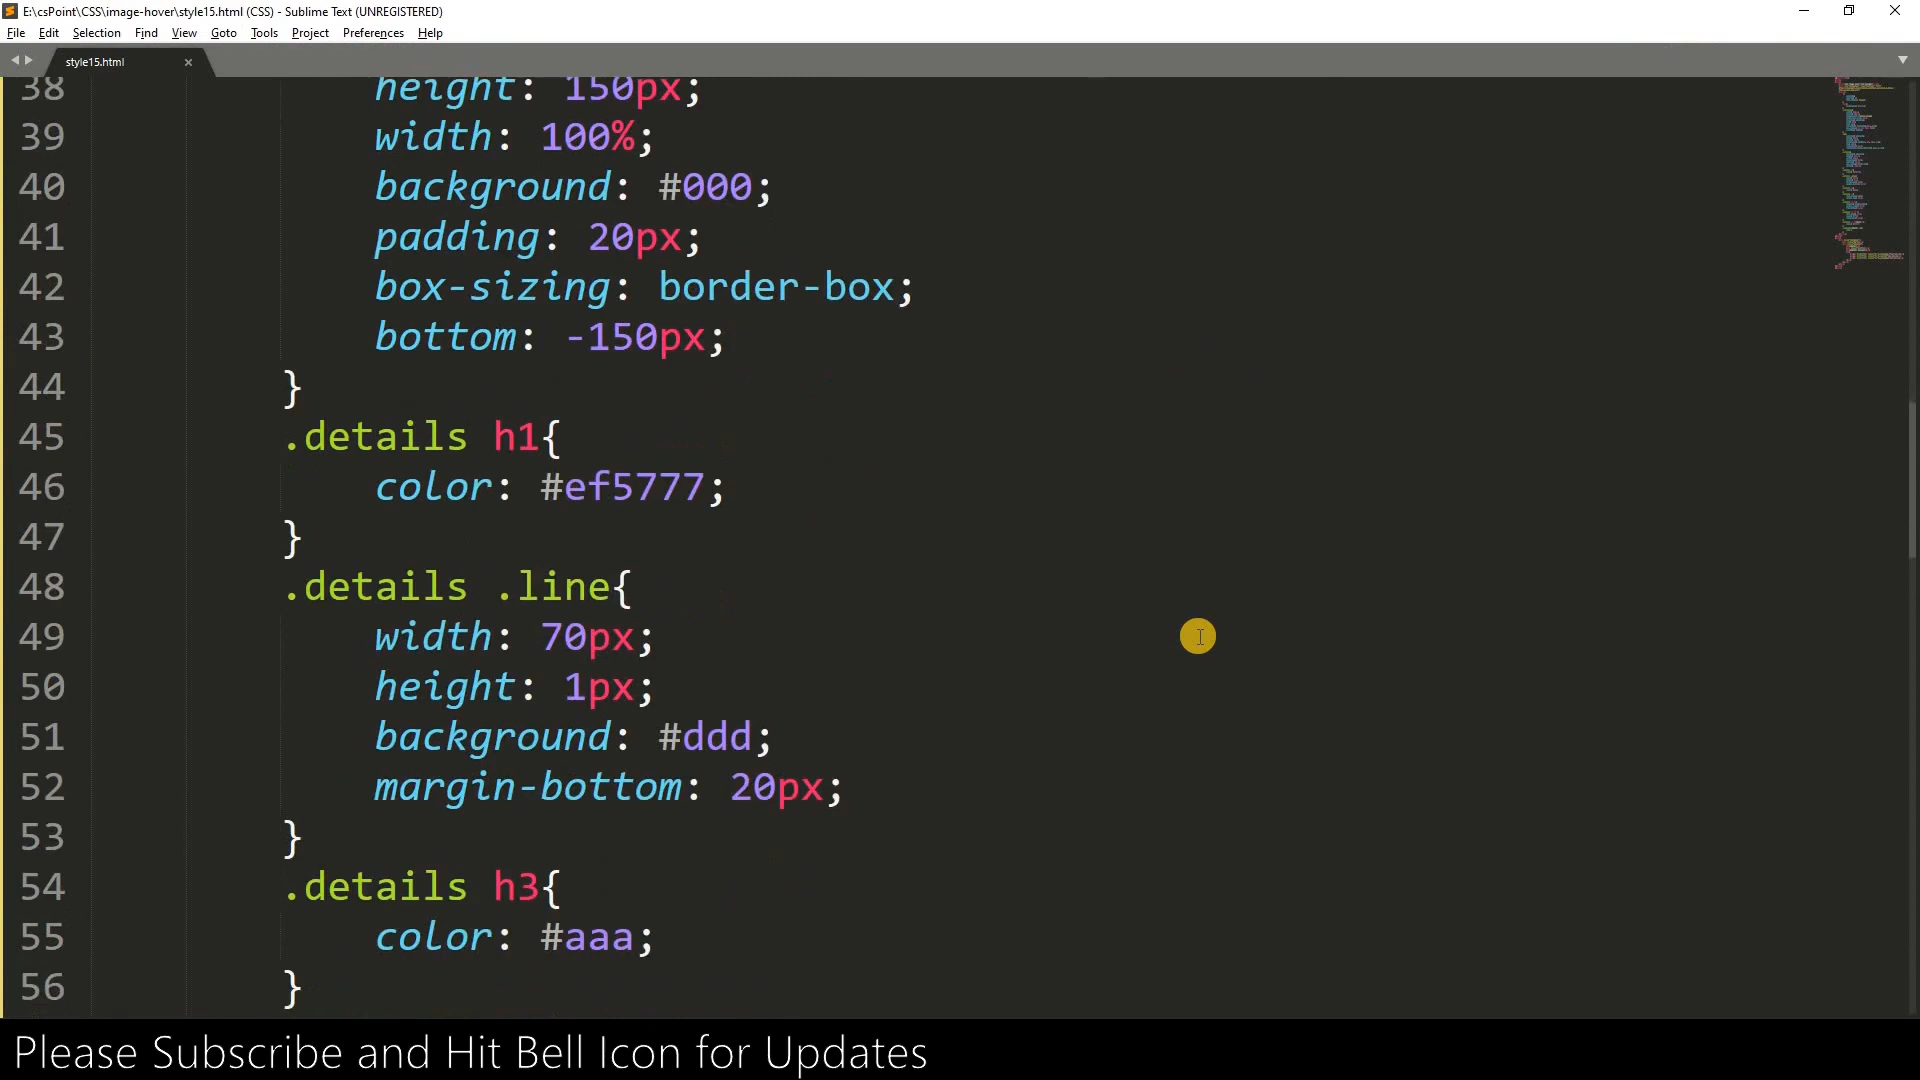 E:\csPoint\CSS\image-hover\style15.html (CSS) - Sublime Text (UNREGISTERED)
File Edit Selection Find View Goto Tools Project Preferences Help
style15.html
38 height: 150px;
39 width: 100%;
40 background: #000;
41 padding: 20px;
42 box-sizing: border-box;
43 bottom: -150px;
44 }
45 .details h1{
46 color: #ef5777;
47 }
48 .details .line{
49 width: 70px;
50 height: 1px;
51 background: #ddd;
52 margin-bottom: 20px;
53 }
54 .details h3{
55 color: #aaa;
56 }
Please Subscribe and Hit Bell Icon for Updates